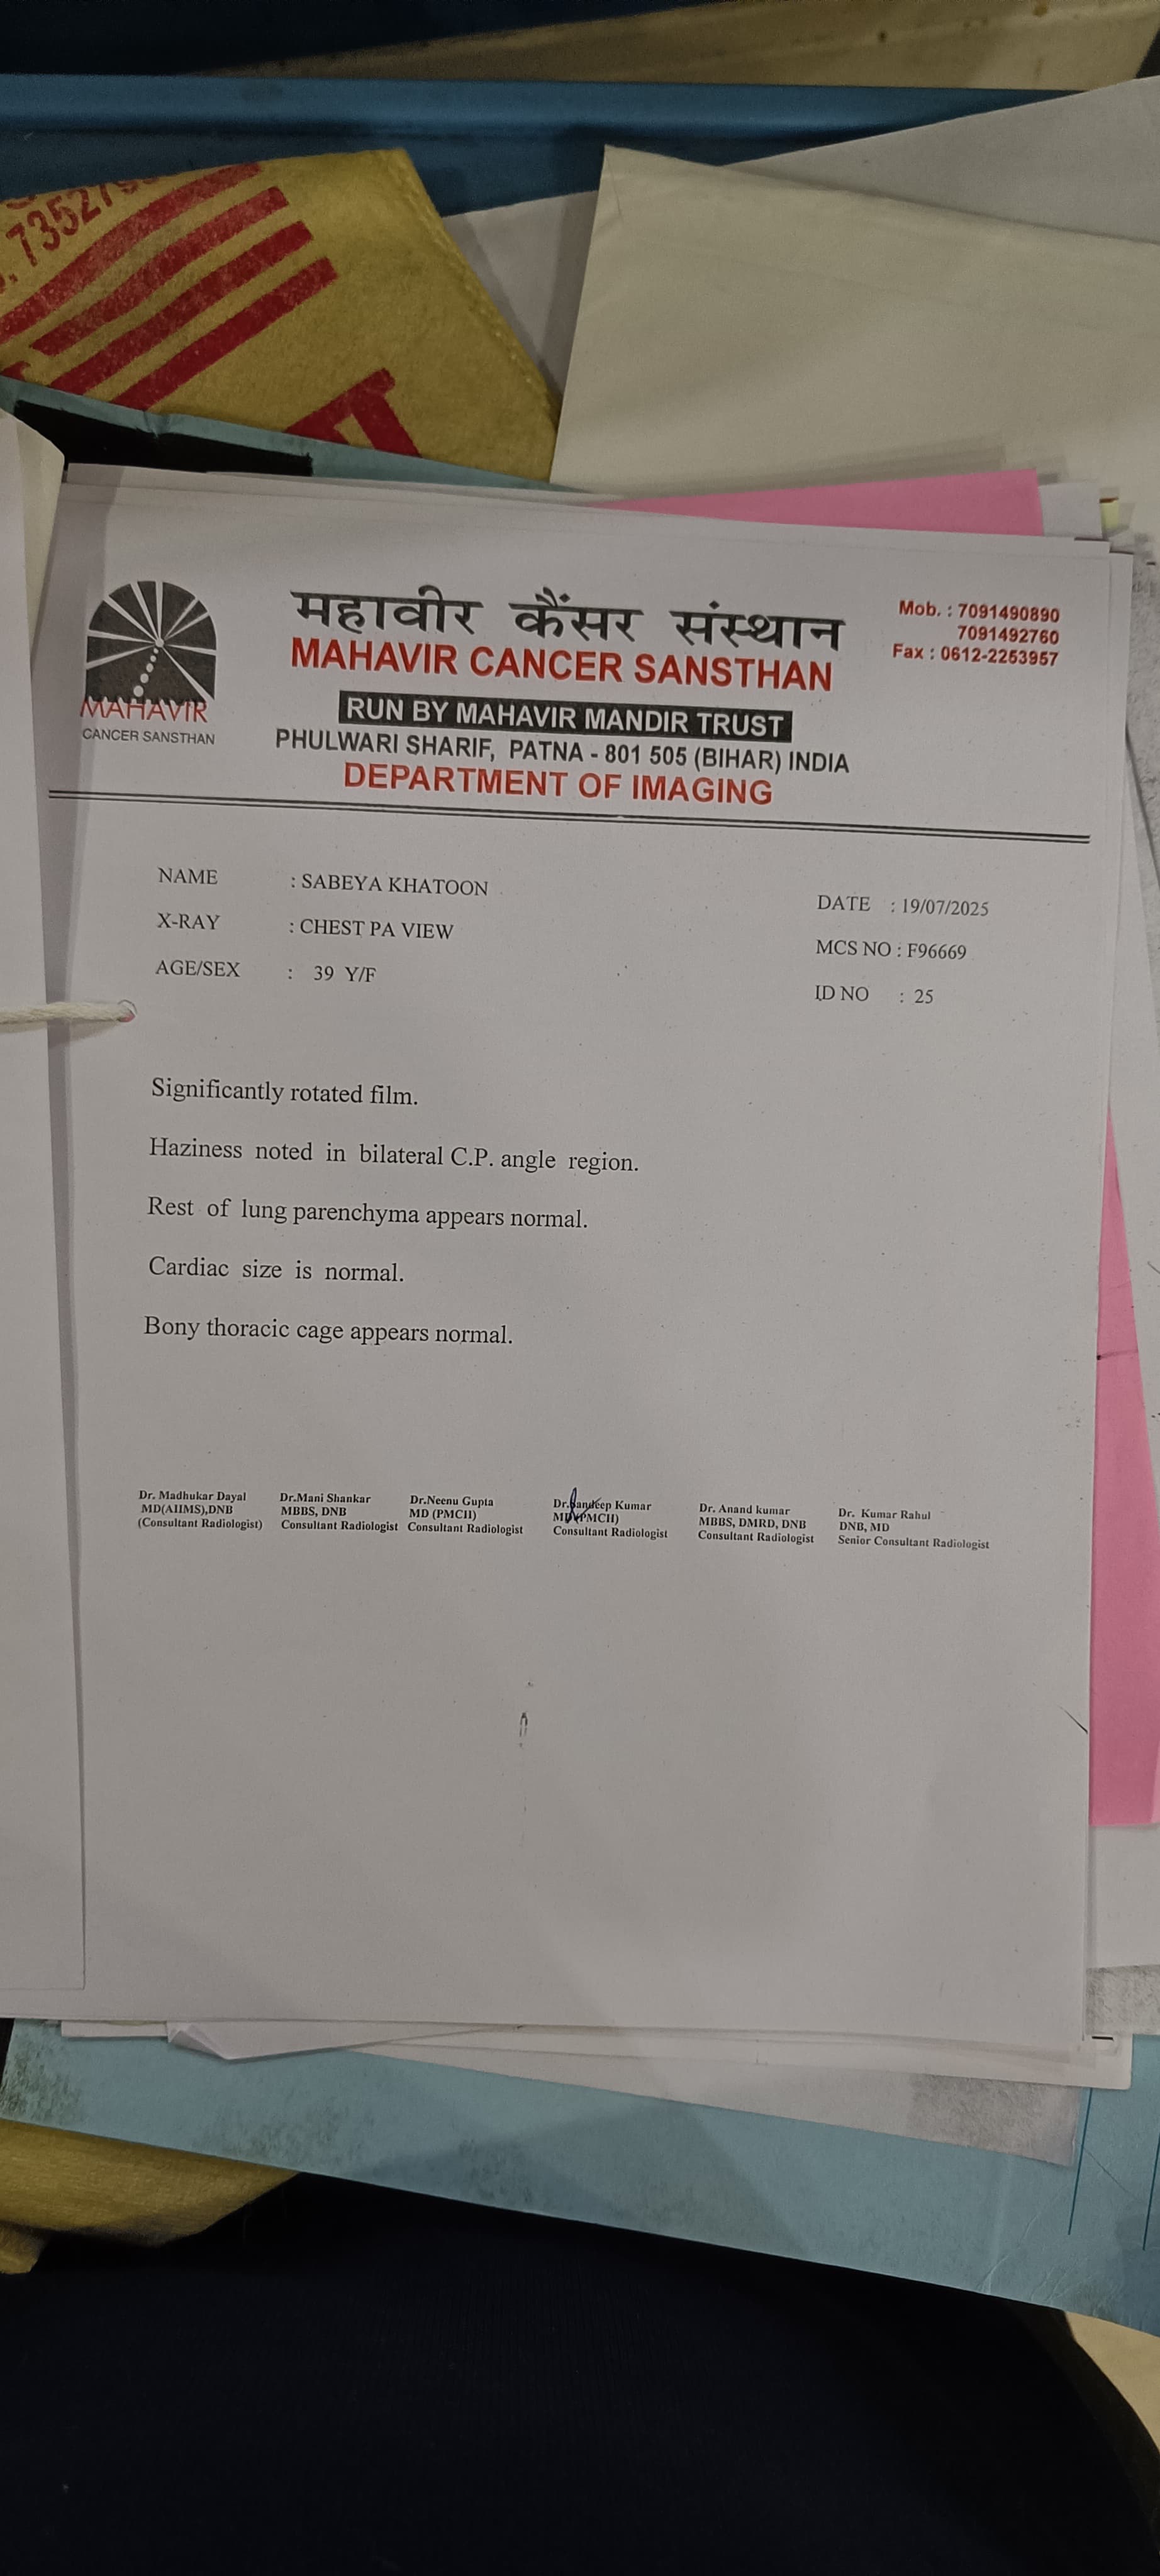 महावीर कैंसर संस्थान
MAHAVIR CANCER SANSTHAN
RUN BY MAHAVIR MANDIR TRUST
PHULWARI SHARIF, PATNA - 801 505 (BIHAR) INDIA
DEPARTMENT OF IMAGING
Mob. : 7091490890
7091492760
Fax : 0612-2253957
MAHAVIR
CANCER SANSTHAN
NAME : SABEYA KHATOON
DATE : 19/07/2025
X-RAY : CHEST PA VIEW
MCS NO : F96669
AGE/SEX : 39 Y/F
ID NO : 25
Significantly rotated film.
Haziness noted in bilateral C.P. angle region.
Rest of lung parenchyma appears normal.
Cardiac size is normal.
Bony thoracic cage appears normal.
Dr. Madhukar Dayal
MD(AIIMS),DNB
(Consultant Radiologist)
Dr.Mani Shankar
MBBS, DNB
Consultant Radiologist
Dr.Neenu Gupta
MD (PMCH)
Consultant Radiologist
Dr.Sandeep Kumar
MD (PMCH)
Consultant Radiologist
Dr. Anand kumar
MBBS, DMRD, DNB
Consultant Radiologist
Dr. Kumar Rahul
DNB, MD
Senior Consultant Radiologist